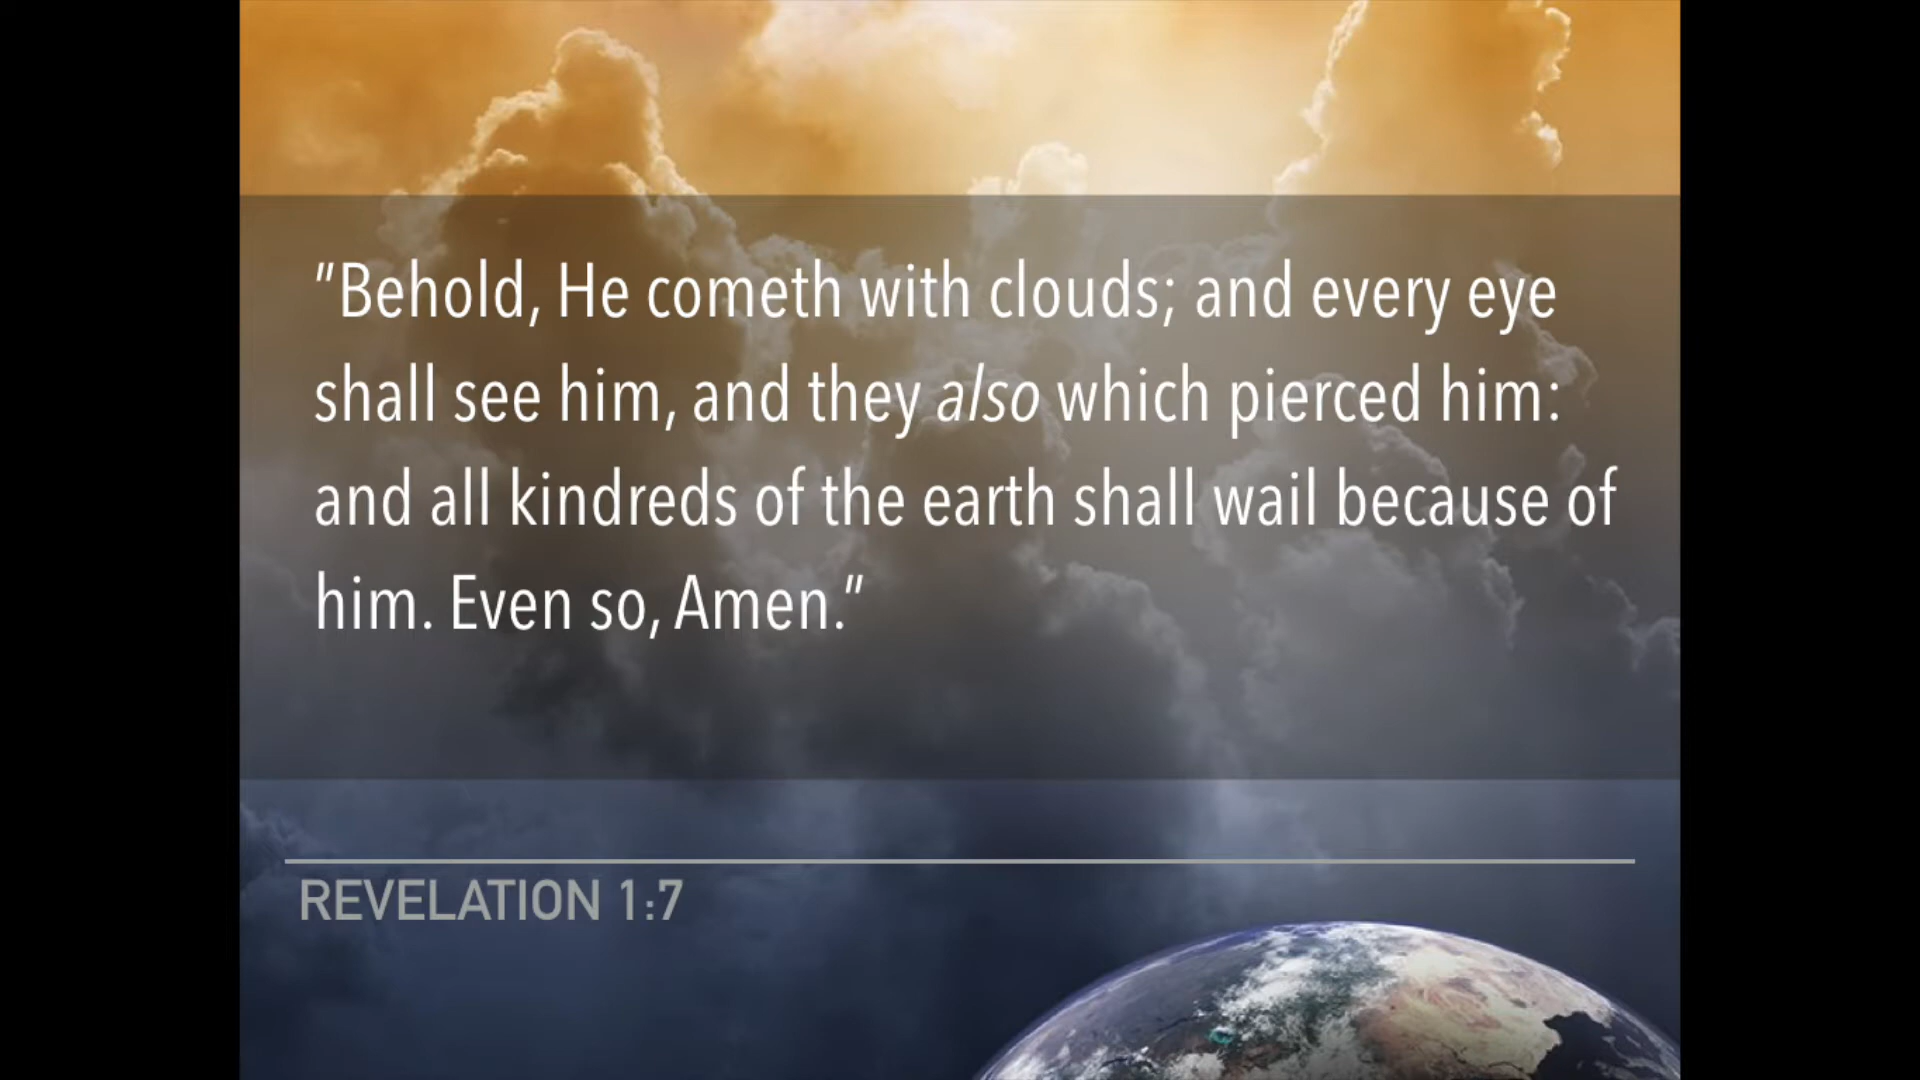 "Behold, He cometh with clouds; and every eye
shall see him, and they also which pierced him:
and all kindreds of the earth shall wail because of
him. Even so, Amen."
REVELATION 1:7